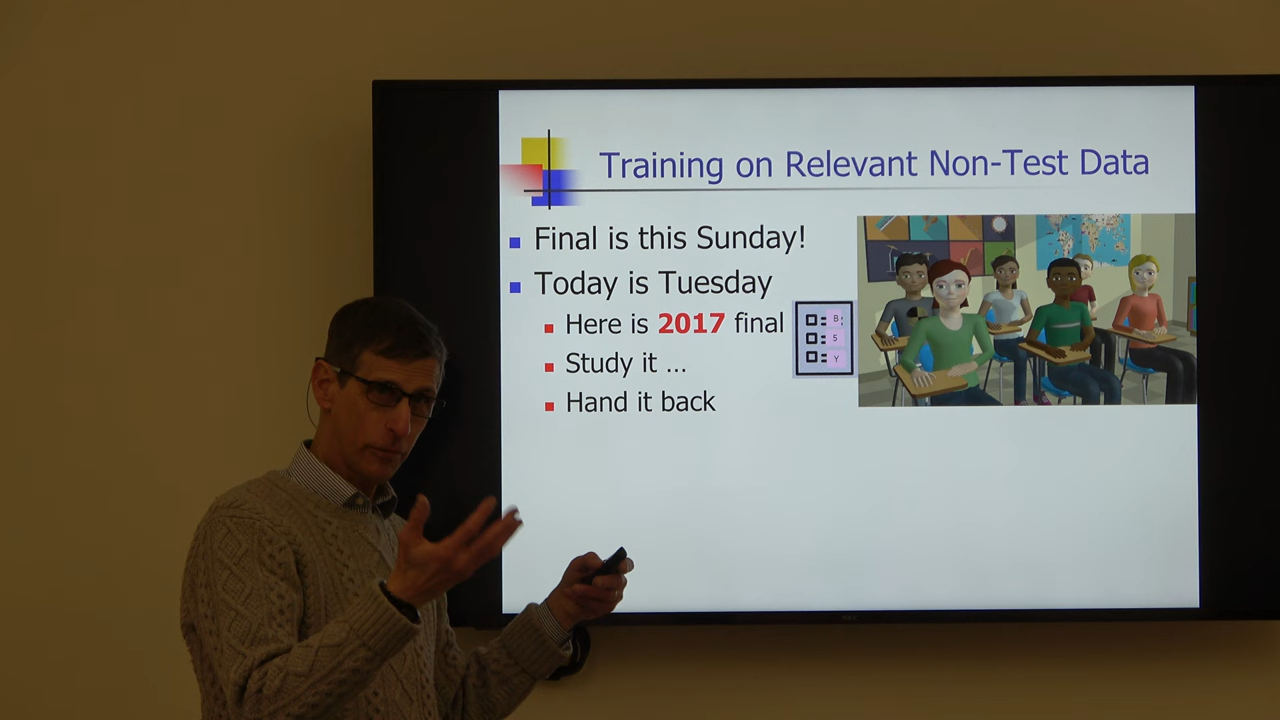 Training on Relevant Non-Test Data
Final is this Sunday!
Today is Tuesday
Here is 2017 final
B
5
Y
Study it ...
Hand it back